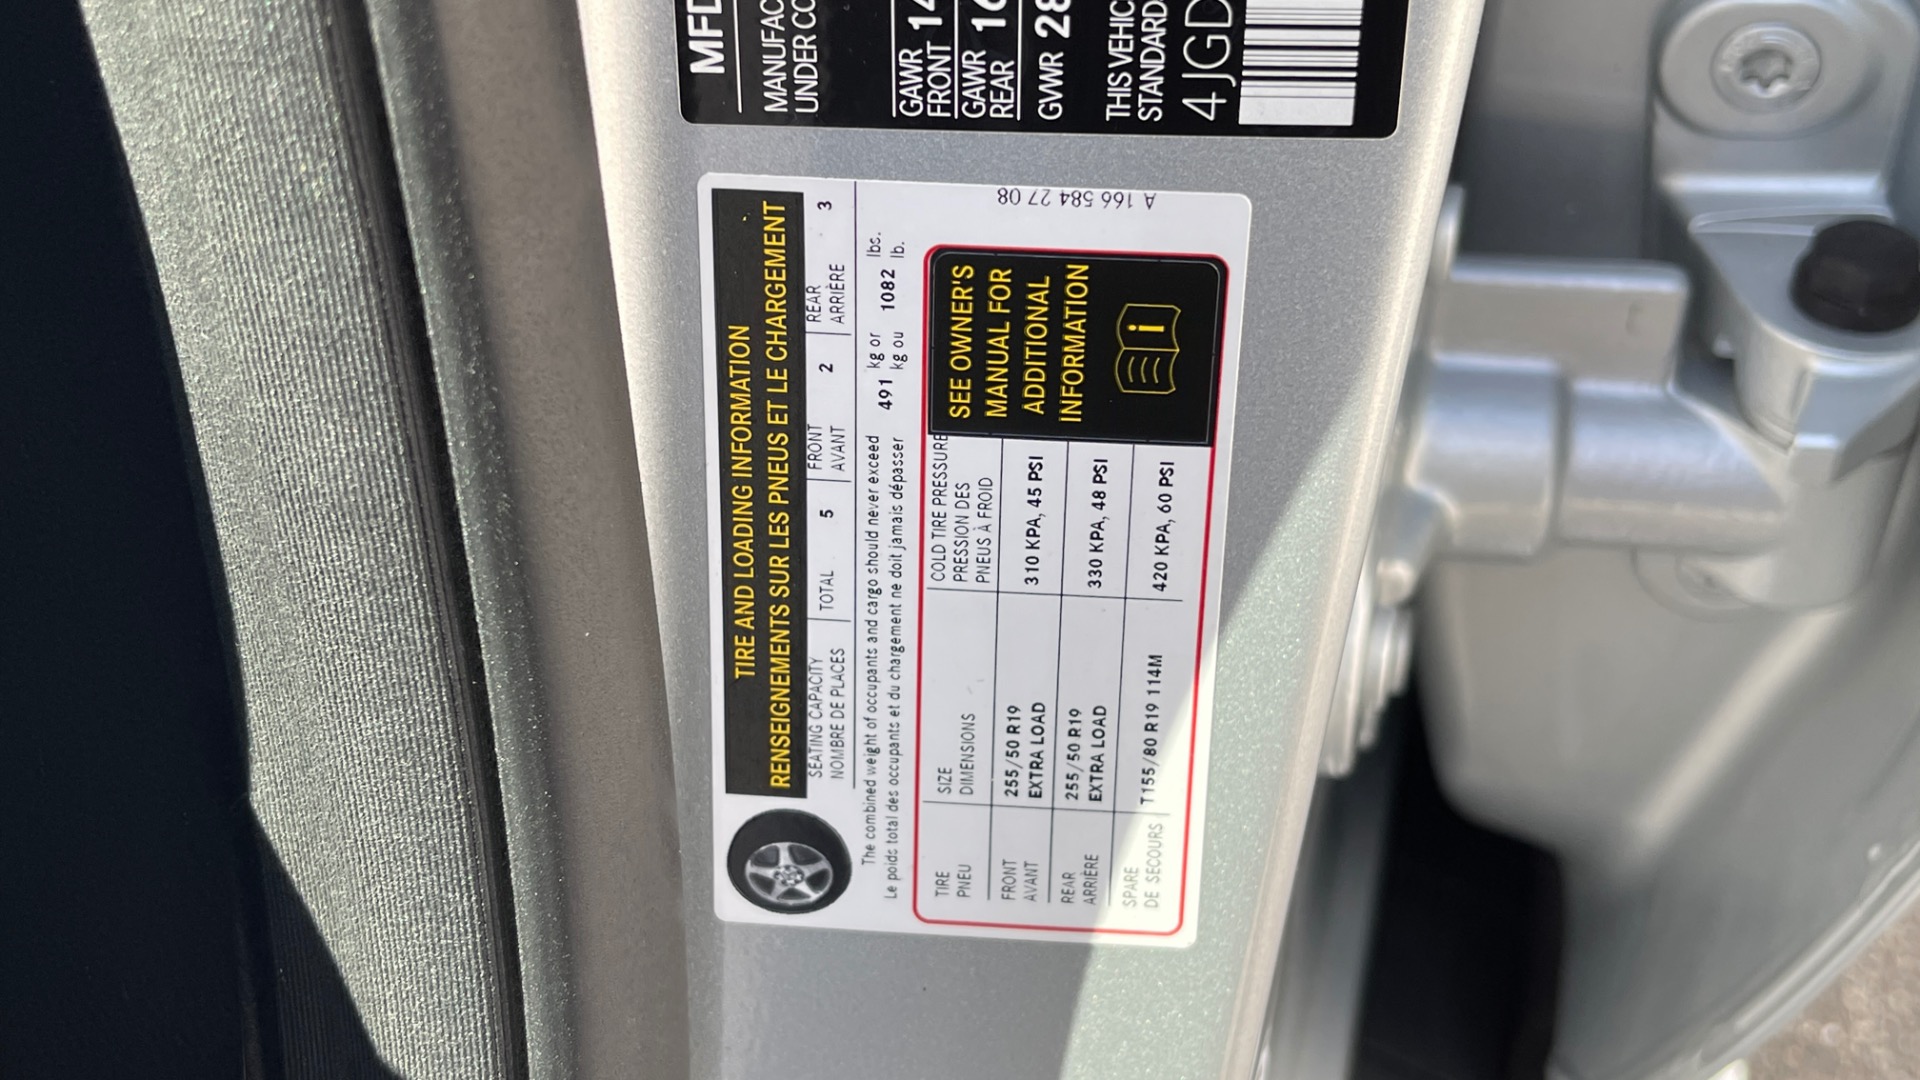 MFD
MANUFAC
UNDER CO
GAWR
FRONT 14
GAWR
REAR 16
GWR 28
THIS VEHIC
STANDARD
4JGD
TIRE AND LOADING INFORMATION
RENSEIGNEMENTS SUR LES PNEUS ET LE CHARGEMENT
SEATING CAPACITY TOTAL 5 FRONT 2 REAR 3
NOMBRE DE PLACES AVANT ARRIÈRE
The combined weight of occupants and cargo should never exceed 491 kg or 1082 lbs.
Le poids total des occupants et du chargement ne doit jamais dépasser kg ou lb.
TIRE SIZE COLD TIRE PRESSURE
PNEU DIMENSIONS PRESSION DES
PNEUS À FROID
FRONT 255/50 R19 310 KPA, 45 PSI
AVANT EXTRA LOAD
REAR 255/50 R19 330 KPA, 48 PSI
ARRIÈRE EXTRA LOAD
SPARE T155/80 R19 114M 420 KPA, 60 PSI
DE SECOURS
SEE OWNER'S
MANUAL FOR
ADDITIONAL
INFORMATION
i
A 166 584 27 08